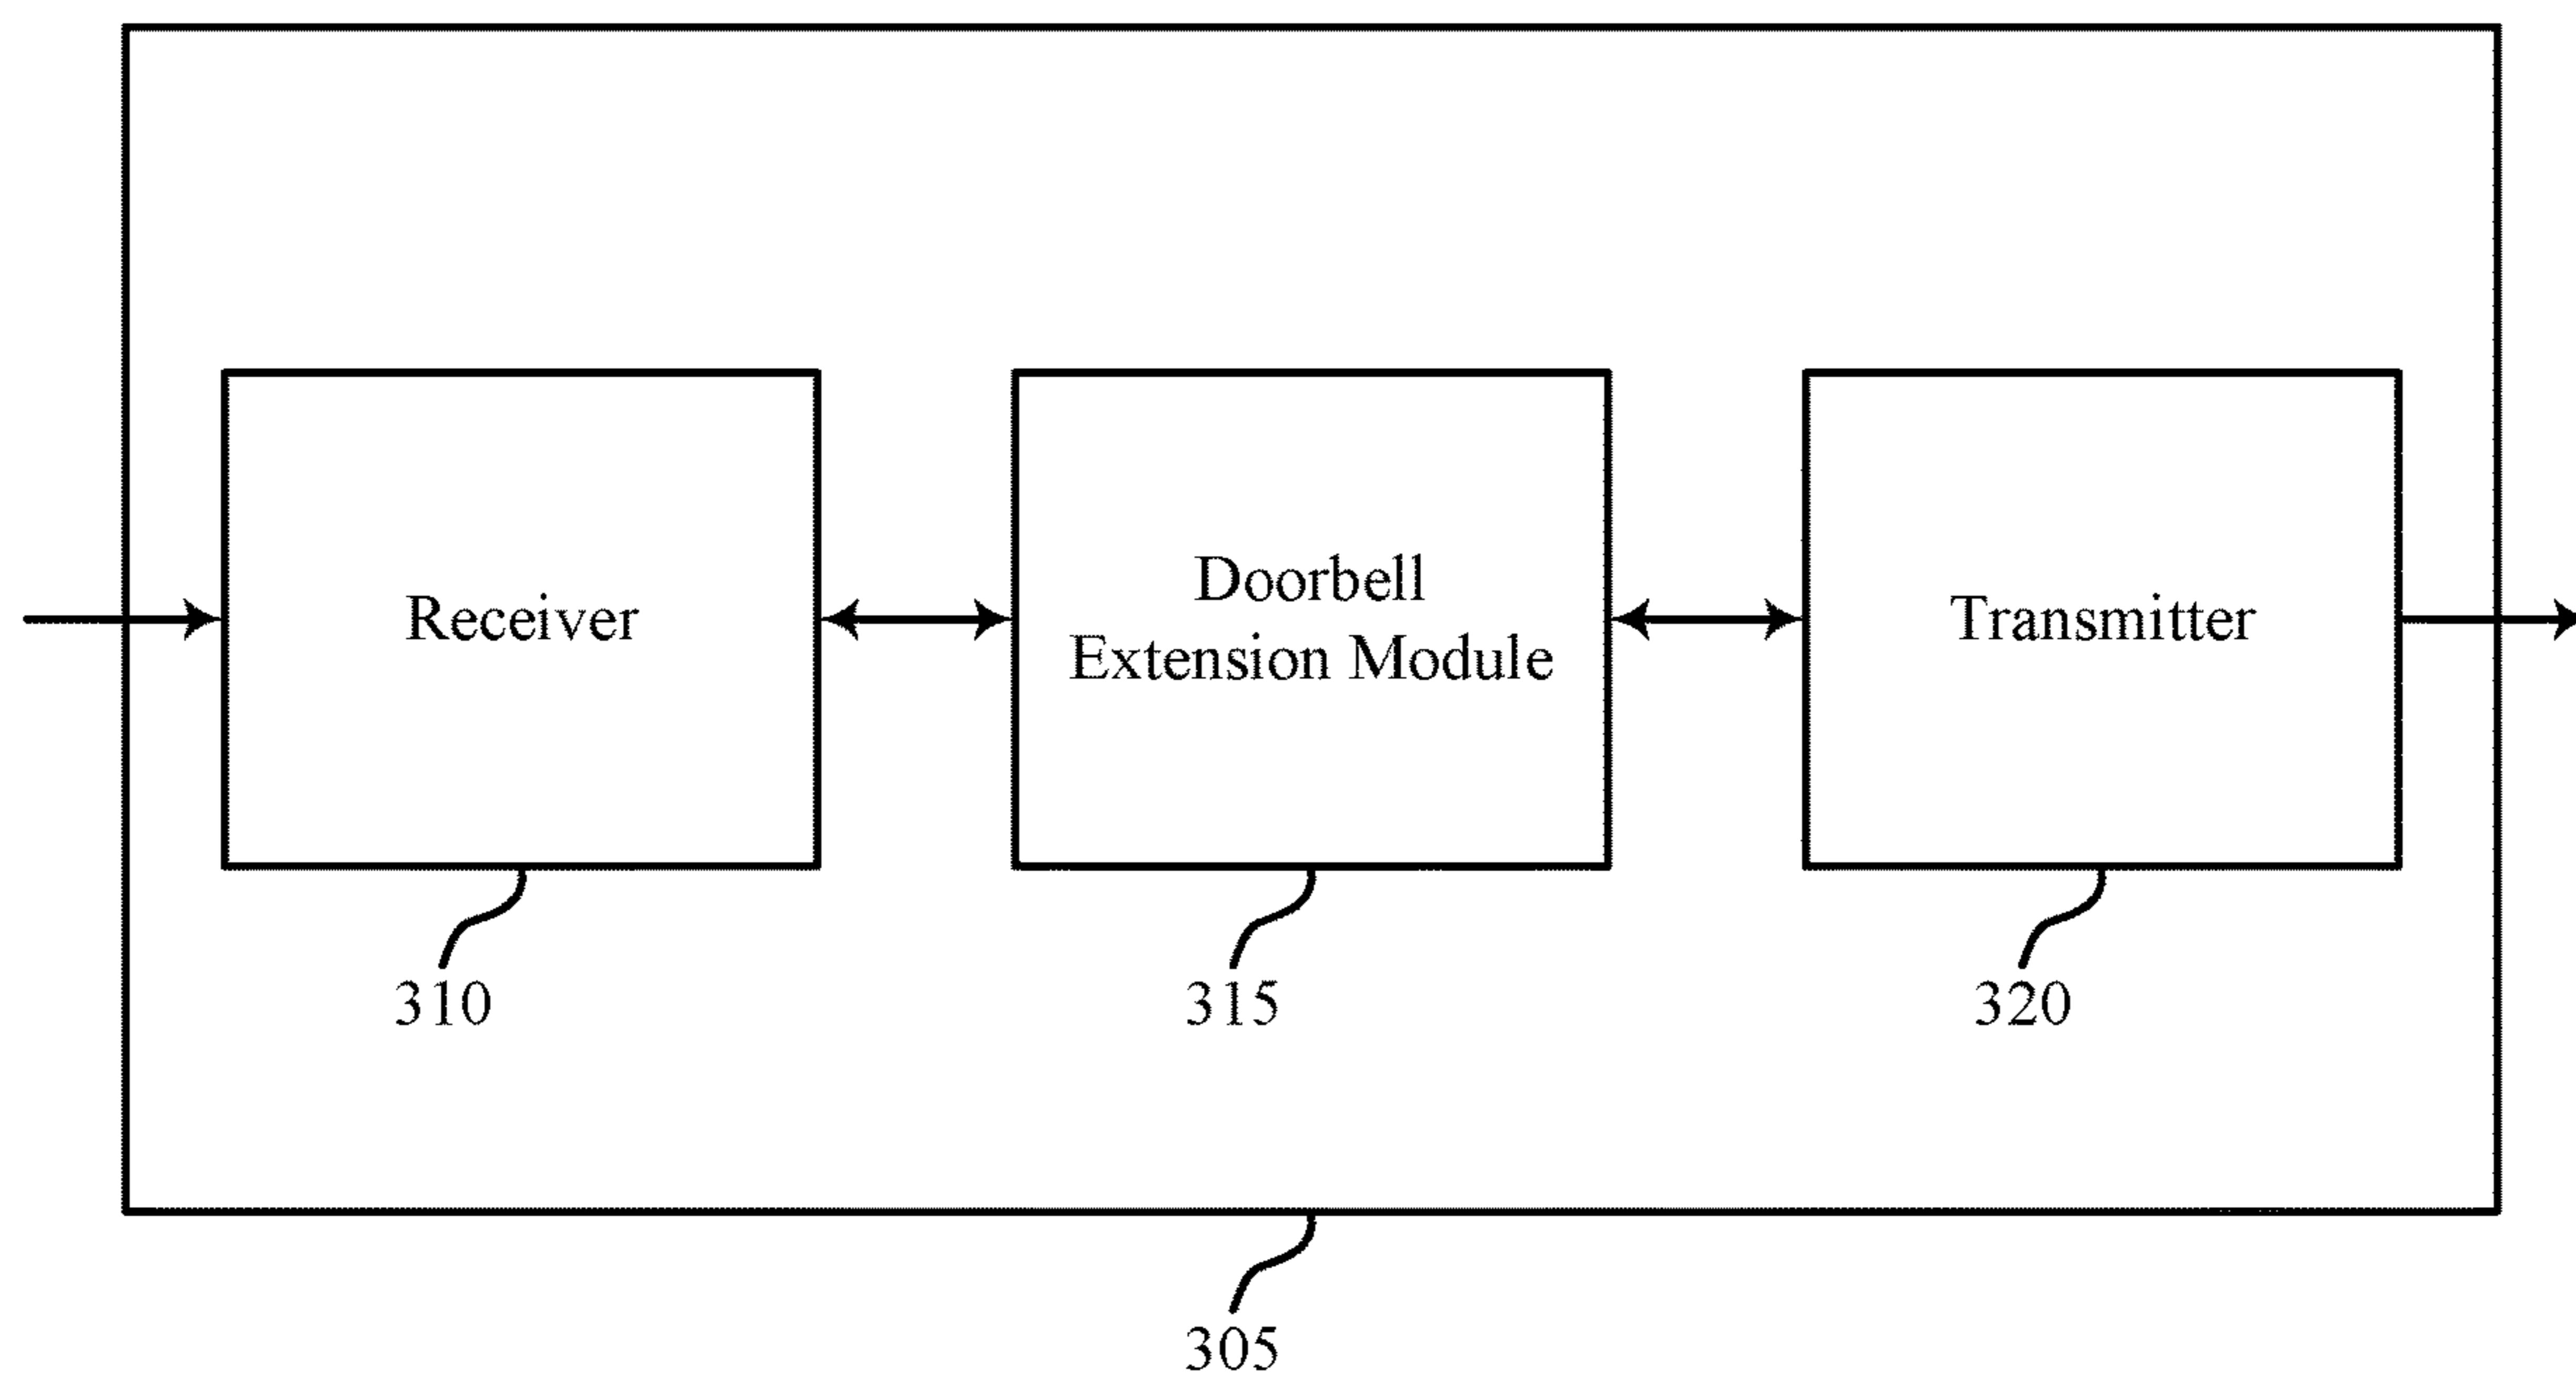 Receiver
Doorbell
Extension Module
Transmitter
310
315
320
305